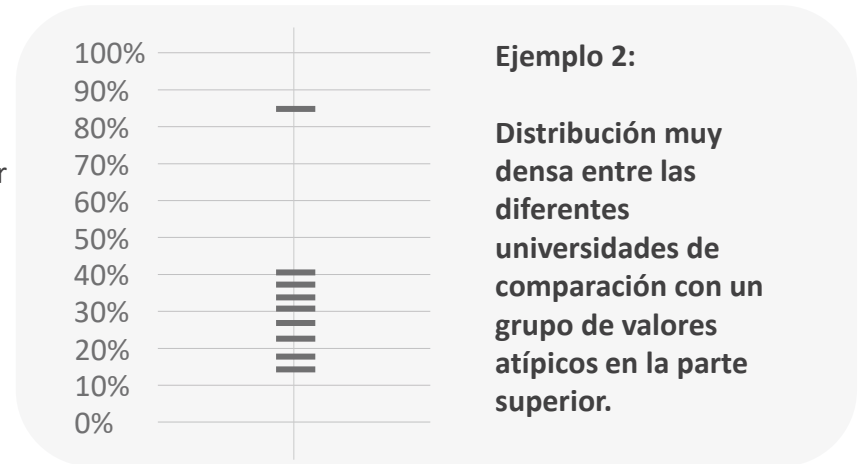 100%
90%
80%
70%
60%
50%
40%
30%
20%
10%
0%
r
Ejemplo 2:
Distribución muy
densa entre las
diferentes
universidades de
comparación con un
grupo de valores
atípicos en la parte
superior.